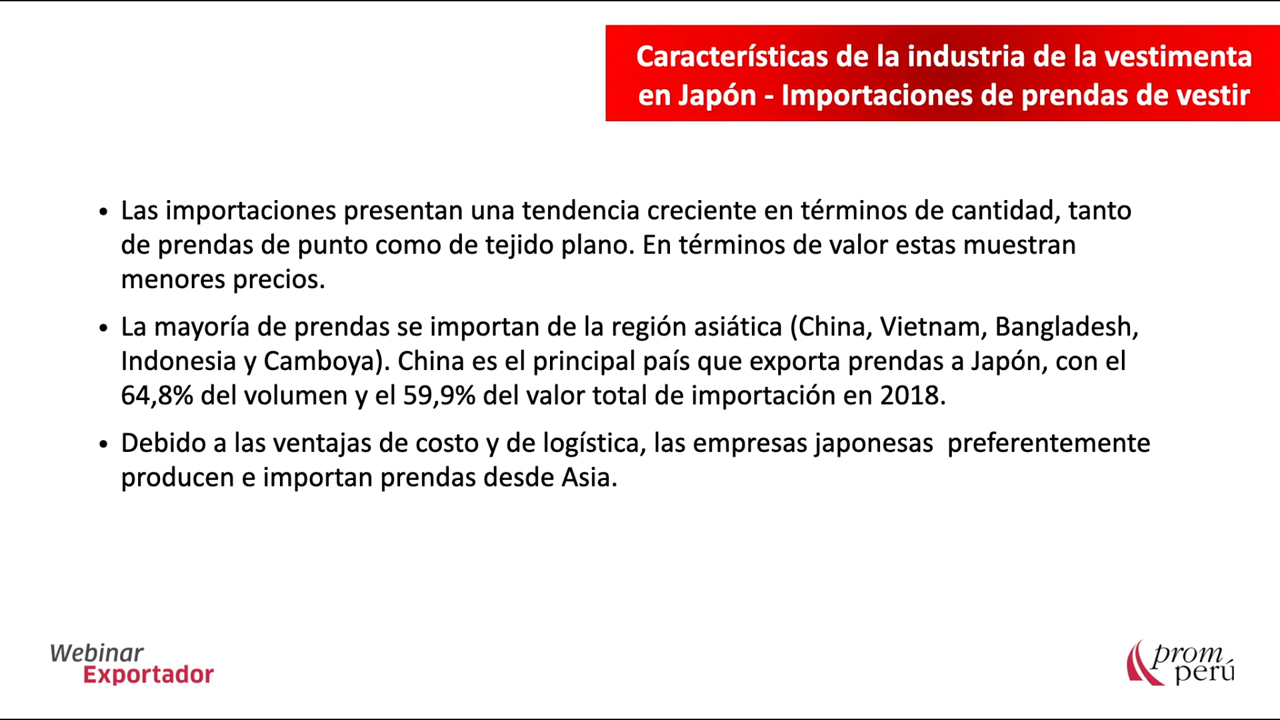 Características de la industria de la vestimenta
en Japón - Importaciones de prendas de vestir
• Las importaciones presentan una tendencia creciente en términos de cantidad, tanto
de prendas de punto como de tejido plano. En términos de valor estas muestran
menores precios.
• La mayoría de prendas se importan de la región asiática (China, Vietnam, Bangladesh,
Indonesia y Camboya). China es el principal país que exporta prendas a Japón, con el
64,8% del volumen y el 59,9% del valor total de importación en 2018.
• Debido a las ventajas de costo y de logística, las empresas japonesas  preferentemente
producen e importan prendas desde Asia.
Webinar
Exportador
prom
perú